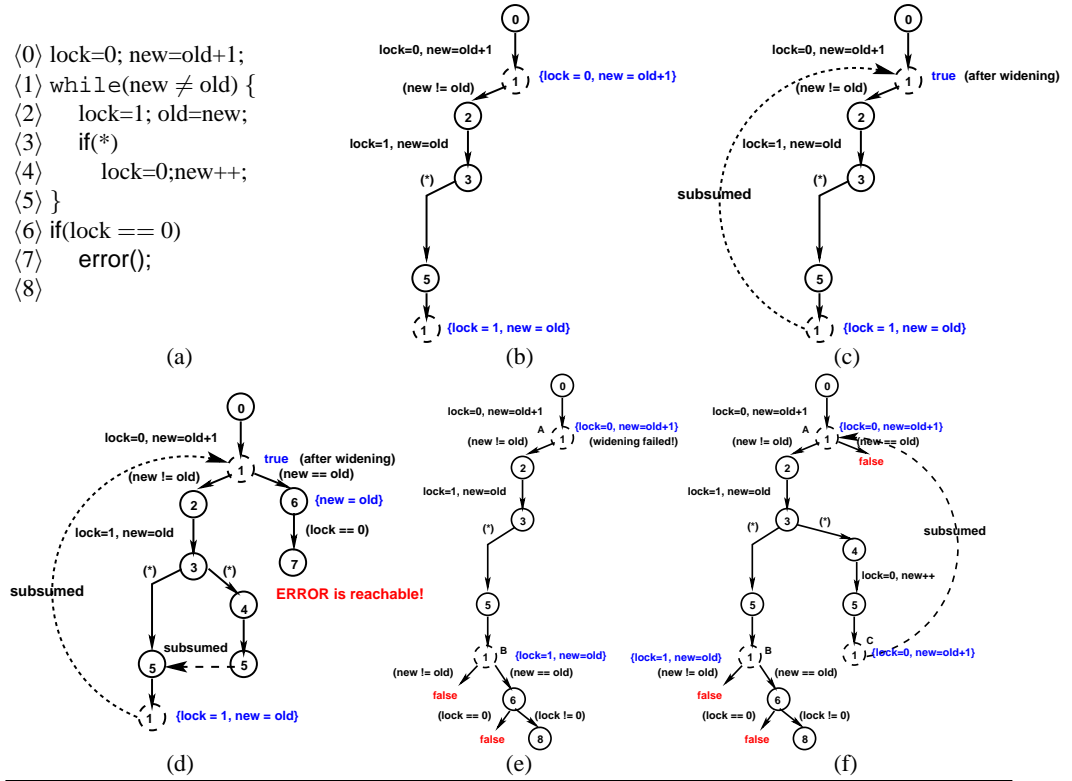 ⟨0⟩ lock=0; new=old+1;
⟨1⟩ while(new ≠ old) {
⟨2⟩ lock=1; old=new;
⟨3⟩ if(*)
⟨4⟩ lock=0;new++;
⟨5⟩ }
⟨6⟩ if(lock == 0)
⟨7⟩ error();
⟨8⟩
(a)
0
lock=0, new=old+1
1 {lock = 0, new = old+1}
(new != old)
2
lock=1, new=old
3
(*)
5
1 {lock = 1, new = old}
(b)
0
lock=0, new=old+1
1 true (after widening)
(new != old)
2
lock=1, new=old
3
(*)
subsumed
5
1 {lock = 1, new = old}
(c)
0
lock=0, new=old+1
1 true (after widening)
(new != old) (new == old)
2 6 {new = old}
lock=1, new=old (lock == 0)
3 7
(*) (*)
ERROR is reachable!
subsumed
4
subsumed
5 5
1 {lock = 1, new = old}
(d)
0
lock=0, new=old+1
A 1 {lock=0, new=old+1}
(new != old) (widening failed!)
2
lock=1, new=old
3
(*)
5
B 1 {lock=1, new=old}
(new != old) (new == old)
false 6
(lock == 0) (lock != 0)
false 8
(e)
0
lock=0, new=old+1
A 1 {lock=0, new=old+1}
(new != old) (new == old)
false
2
lock=1, new=old
3
(*) (*)
subsumed
4
lock=0, new++
5 5
{lock=1, new=old} 1 B
C 1 {lock=0, new=old+1}
(new != old) (new == old)
false 6
(lock == 0) (lock != 0)
false 8
(f)